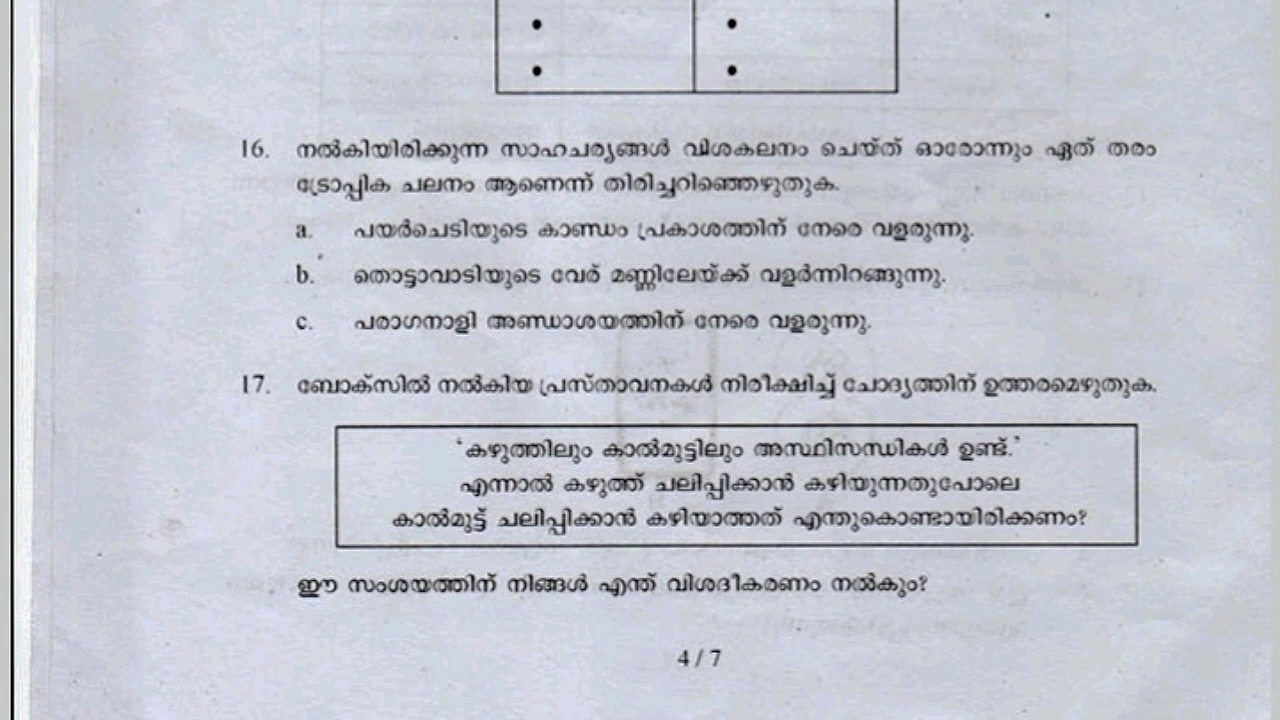 16. നൽകിയിരിക്കുന്ന സാഹചര്യങ്ങൾ വിശകലനം ചെയ്ത് ഓരോന്നും ഏത് തരം
ട്രോപ്പിക ചലനം ആണെന്ന് തിരിച്ചറിഞ്ഞെഴുതുക.
a. പയർചെടിയുടെ കാണ്ഡം പ്രകാശത്തിന് നേരെ വളരുന്നു.
b. തൊട്ടാവാടിയുടെ വേര് മണ്ണിലേയ്ക്ക് വളർന്നിറങ്ങുന്നു.
c. പരാഗനാളി അണ്ഡാശയത്തിന് നേരെ വളരുന്നു.
17. ബോക്സിൽ നൽകിയ പ്രസ്താവനകൾ നിരീക്ഷിച്ച് ചോദ്യത്തിന് ഉത്തരമെഴുതുക.
'കഴുത്തിലും കാൽമുട്ടിലും അസ്ഥിസന്ധികൾ ഉണ്ട്.'
എന്നാൽ കഴുത്ത് ചലിപ്പിക്കാൻ കഴിയുന്നതുപോലെ
കാൽമുട്ട് ചലിപ്പിക്കാൻ കഴിയാത്തത് എന്തുകൊണ്ടായിരിക്കണം?
ഈ സംശയത്തിന് നിങ്ങൾ എന്ത് വിശദീകരണം നൽകും?
4 / 7